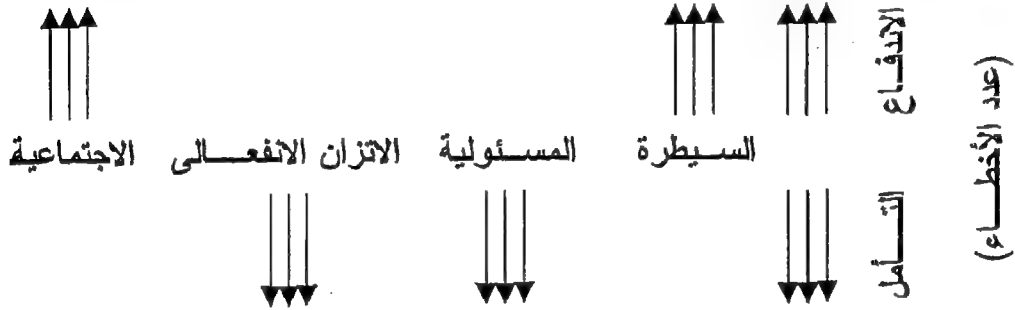 (عدد الأخطاء)
الاندفاع
التأمل
السيطرة
المسئولية
الاتزان الانفعالى
الاجتماعية